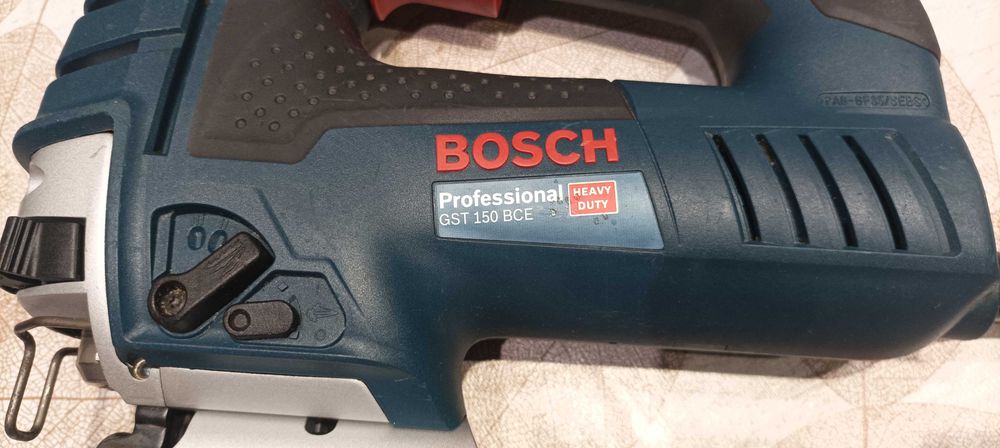 BOSCH
Professional
GST 150 BCE
HEAVY
DUTY